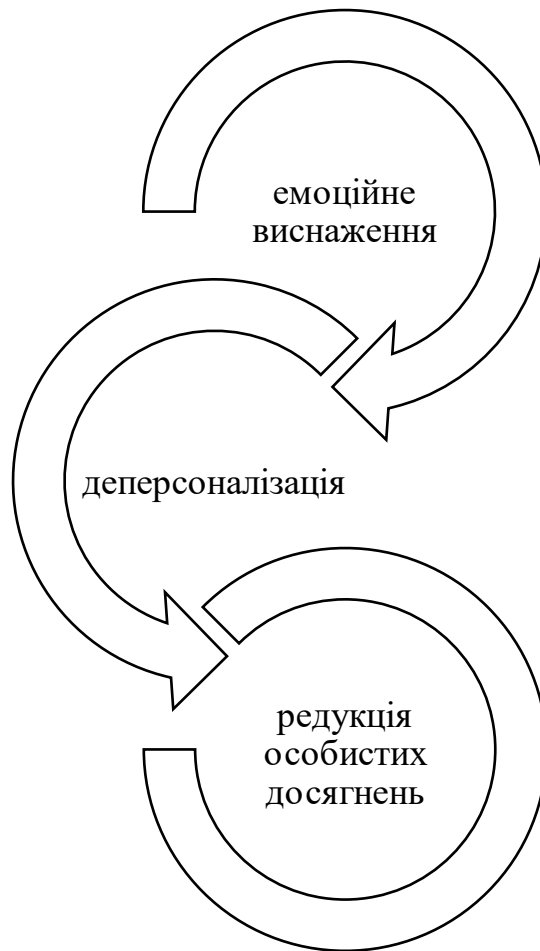 емоційне
виснаження
деперсоналізація
редукція
особистих
досягнень